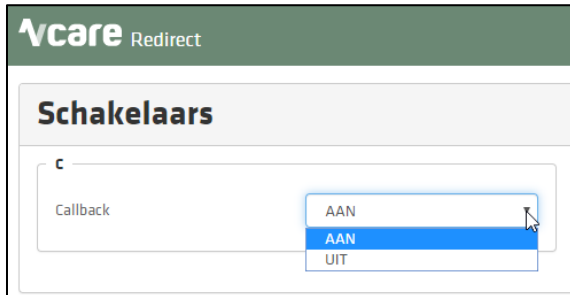 vcare Redirect
Schakelaars
C
Callback
AAN
AAN
UIT